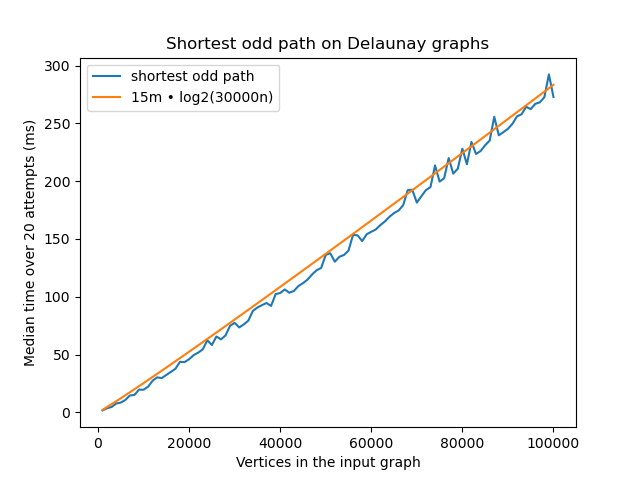 Shortest odd path on Delaunay graphs
shortest odd path
15m • log2(30000n)
Median time over 20 attempts (ms)
300
250
200
150
100
50
0
0 20000 40000 60000 80000 100000
Vertices in the input graph